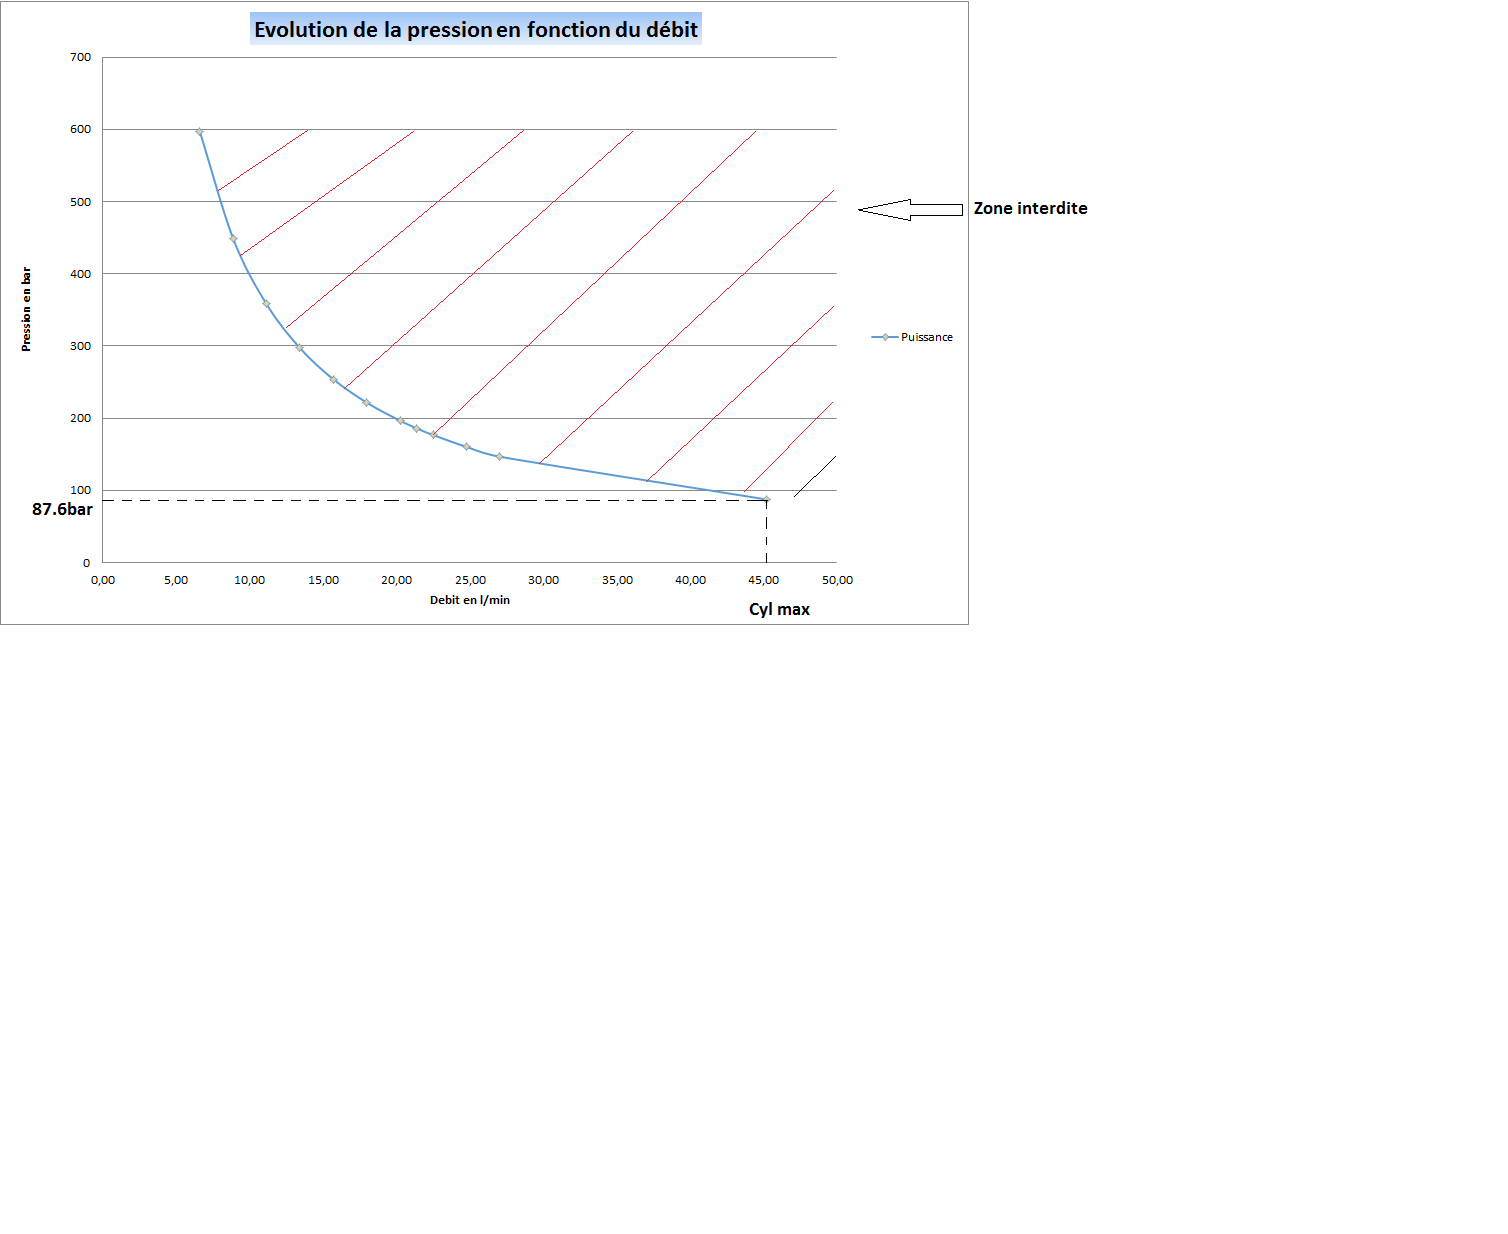 Evolution de la pression en fonction du débit
700
600
500
400
300
200
100
0
Pression en bar
87.6bar
0,00 5,00 10,00 15,00 20,00 25,00 30,00 35,00 40,00 45,00 50,00
Debit en l/min
Cyl max
Zone interdite
Puissance